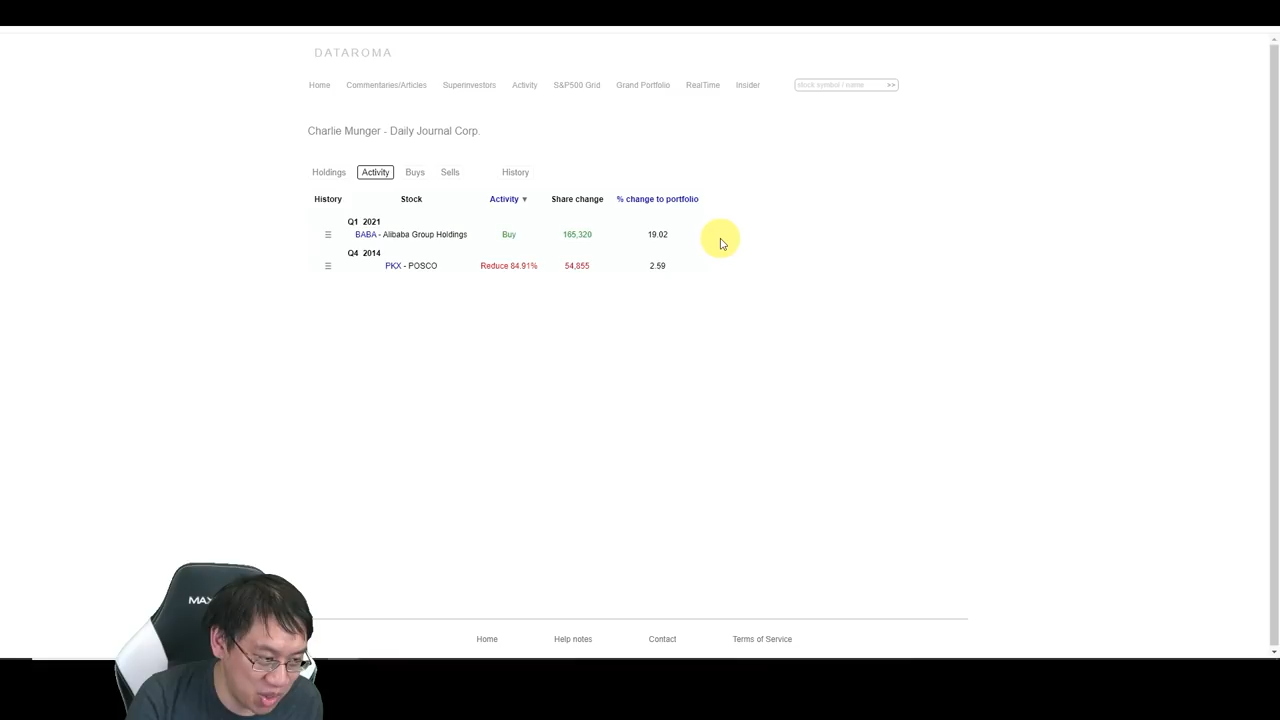 DATAROMA
Home Commentaries/Articles Superinvestors Activity S&P500 Grid Grand Portfolio RealTime Insider stock symbol / name >>
Charlie Munger - Daily Journal Corp.
Holdings Activity Buys Sells History
History Stock Activity ▼ Share change % change to portfolio
Q1 2021
BABA - Alibaba Group Holdings Buy 165,320 19.02
Q4 2014
PKX - POSCO Reduce 84.91% 54,855 2.59
MAX
Home Help notes Contact Terms of Service